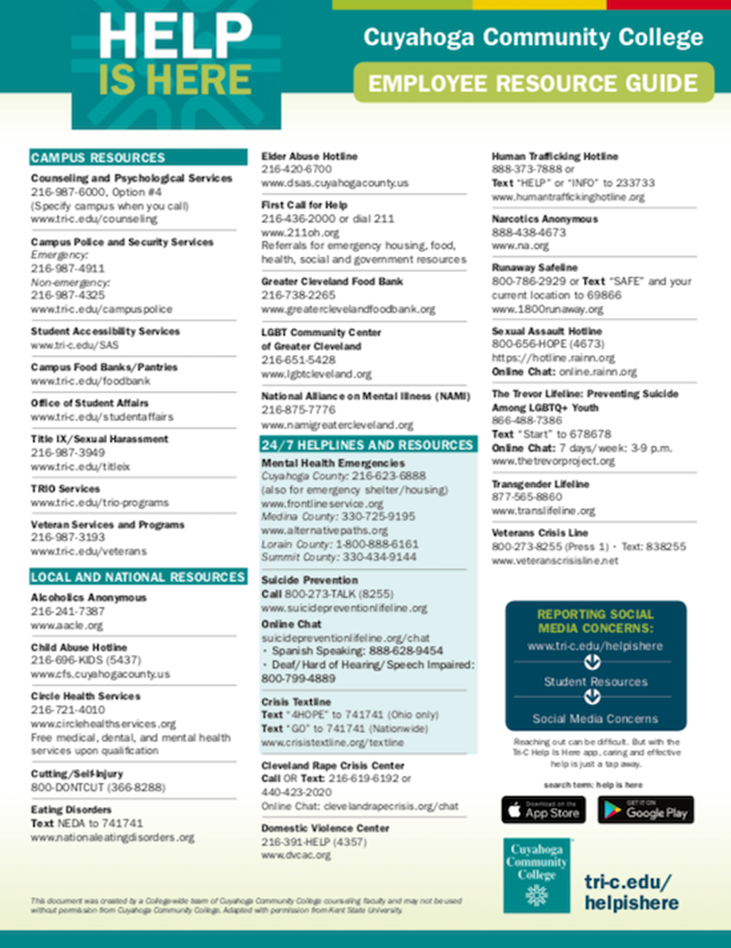 HELP
IS HERE
Cuyahoga Community College
EMPLOYEE RESOURCE GUIDE
CAMPUS RESOURCES
Counseling and Psychological Services
216-987-6000, Option #4
(Specify campus when you call)
www.tri-c.edu/counseling
Campus Police and Security Services
Emergency:
216-987-4911
Non-emergency:
216-987-4325
www.tri-c.edu/campuspolice
Student Accessibility Services
www.tri-c.edu/SAS
Campus Food Banks/Pantries
www.tri-c.edu/foodbank
Office of Student Affairs
www.tri-c.edu/studentaffairs
Title IX/Sexual Harassment
216-987-3949
www.tri-c.edu/titleix
TRIO Services
www.tri-c.edu/trio-programs
Veteran Services and Programs
216-987-3193
www.tri-c.edu/veterans
LOCAL AND NATIONAL RESOURCES
Alcoholics Anonymous
216-241-7387
www.aacle.org
Child Abuse Hotline
216-696-KIDS (5437)
www.cfs.cuyahogacounty.us
Circle Health Services
216-721-4010
www.circlehealthservices.org
Free medical, dental, and mental health
services upon qualification
Cutting/Self-Injury
800-DONTCUT (366-8288)
Eating Disorders
Text NEDA to 741741
www.nationaleatingdisorders.org
Elder Abuse Hotline
216-420-6700
www.dsas.cuyahogacounty.us
First Call for Help
216-436-2000 or dial 211
www.211oh.org
Referrals for emergency housing, food,
health, social and government resources
Greater Cleveland Food Bank
216-738-2265
www.greaterclevelandfoodbank.org
LGBT Community Center
of Greater Cleveland
216-651-5428
www.lgbtcleveland.org
National Alliance on Mental Illness (NAMI)
216-875-7776
www.namigreatercleveland.org
24/7 HELPLINES AND RESOURCES
Mental Health Emergencies
Cuyahoga County: 216-623-6888
(also for emergency shelter/housing)
www.frontlineservice.org
Medina County: 330-725-9195
www.alternativepaths.org
Lorain County: 1-800-888-6161
Summit County: 330-434-9144
Suicide Prevention
Call 800-273-TALK (8255)
www.suicidepreventionlifeline.org
Online Chat
suicidepreventionlifeline.org/chat
• Spanish Speaking: 888-628-9454
• Deaf/Hard of Hearing/Speech Impaired:
800-799-4889
Crisis Textline
Text "4HOPE" to 741741 (Ohio only)
Text "GO" to 741741 (Nationwide)
www.crisistextline.org/textline
Cleveland Rape Crisis Center
Call OR Text: 216-619-6192 or
440-423-2020
Online Chat: clevelandrapecrisis.org/chat
Domestic Violence Center
216-391-HELP (4357)
www.dvcac.org
Human Trafficking Hotline
888-373-7888 or
Text "HELP" or "INFO" to 233733
www.humantraffickinghotline.org
Narcotics Anonymous
888-438-4673
www.na.org
Runaway Safeline
800-786-2929 or Text "SAFE" and your
current location to 69866
www.1800runaway.org
Sexual Assault Hotline
800-656-HOPE (4673)
https://hotline.rainn.org
Online Chat: online.rainn.org
The Trevor Lifeline: Preventing Suicide
Among LGBTQ+ Youth
866-488-7386
Text "Start" to 678678
Online Chat: 7 days/week: 3-9 p.m.
www.thetrevorproject.org
Transgender Lifeline
877-565-8860
www.translifeline.org
Veterans Crisis Line
800-273-8255 (Press 1) • Text: 838255
www.veteranscrisisline.net
REPORTING SOCIAL
MEDIA CONCERNS:
www.tri-c.edu/helpishere
Student Resources
Social Media Concerns
Reaching out can be difficult. But with the
Tri-C Help Is Here app, caring and effective
help is just a tap away.
search term: help is here
Download on the
App Store
GET IT ON
Google Play
Cuyahoga
Community
College
tri-c.edu/
helpishere
This document was created by a College-wide team of Cuyahoga Community College counseling faculty and may not be used
without permission from Cuyahoga Community College. Adapted with permission from Kent State University.